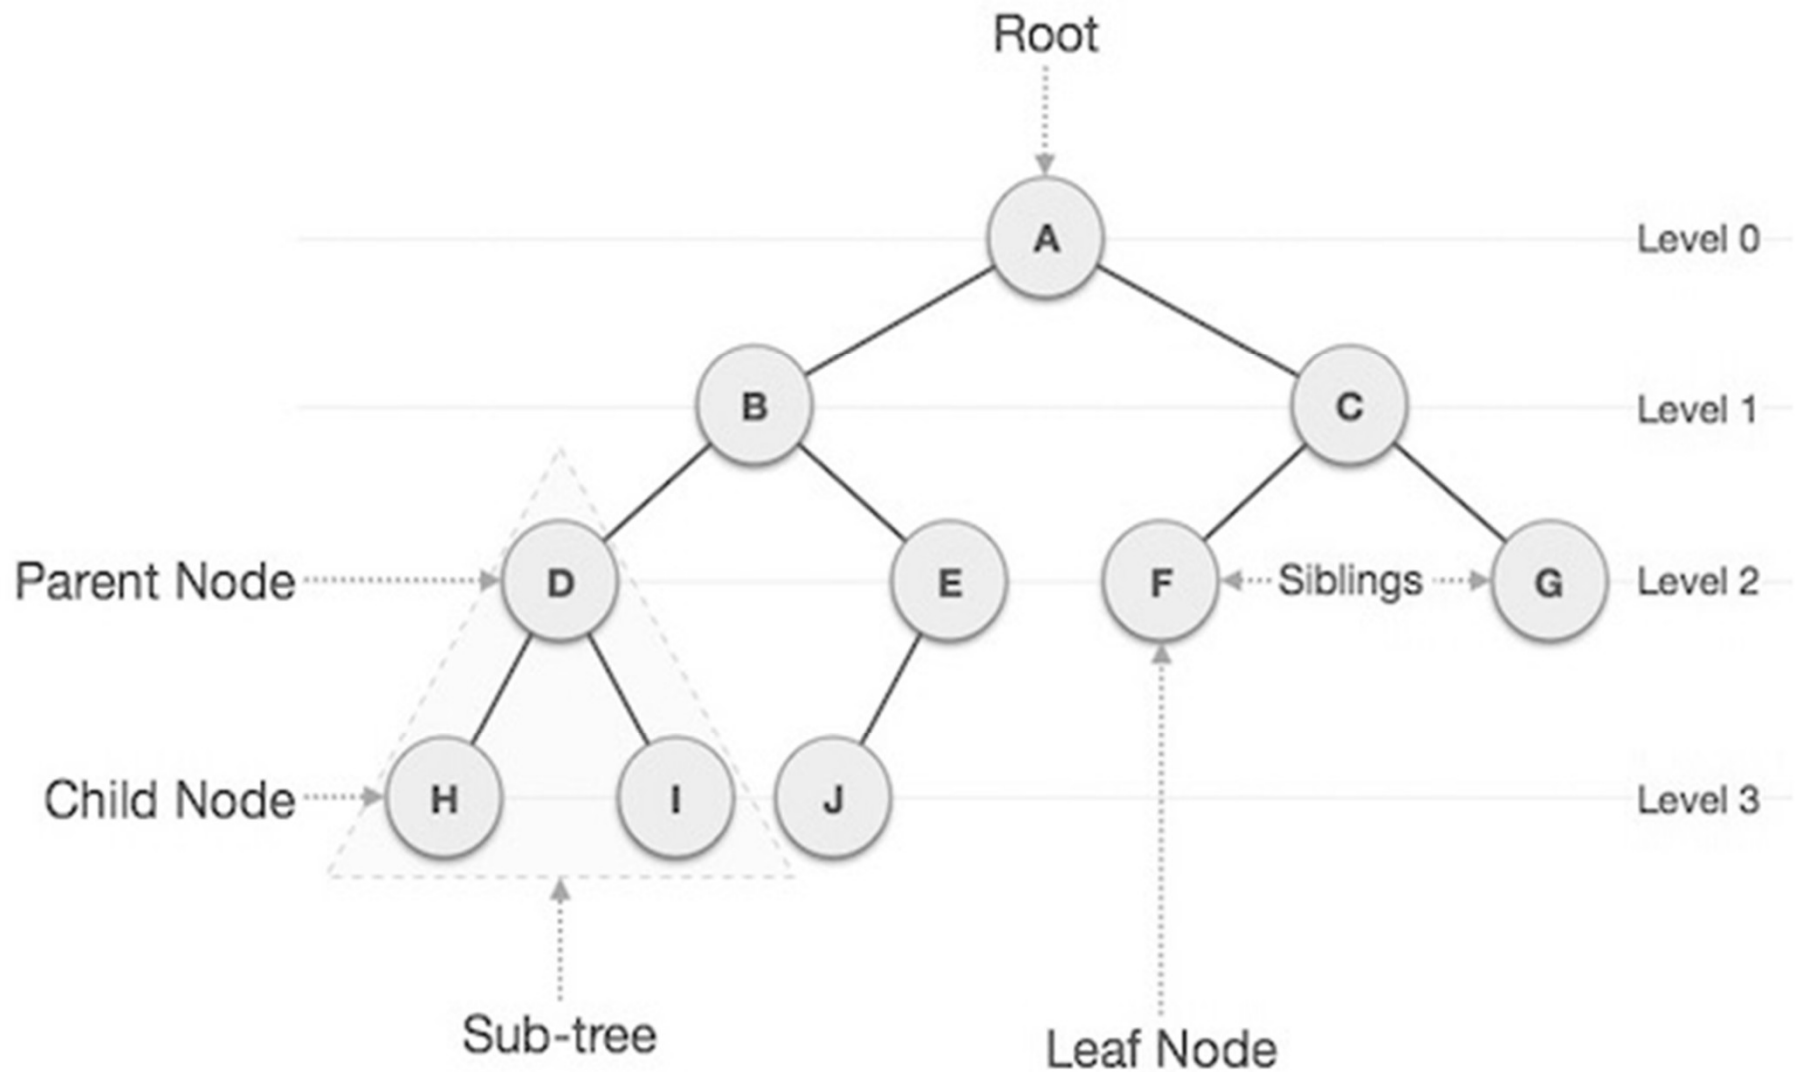 Root
A
Level 0
B
C
Level 1
Parent Node
D
E
F
Siblings
G
Level 2
Child Node
H
I
J
Level 3
Sub-tree
Leaf Node